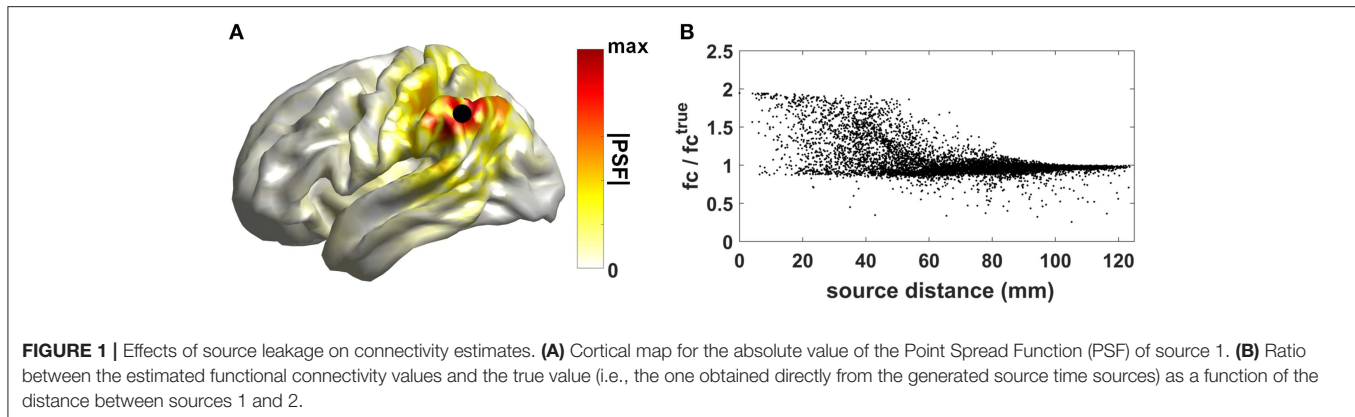 A
max
|PSF|
0
B
2.5
2
1.5
1
0.5
0
fc / fc^true
0 20 40 60 80 100 120
source distance (mm)
FIGURE 1 | Effects of source leakage on connectivity estimates. (A) Cortical map for the absolute value of the Point Spread Function (PSF) of source 1. (B) Ratio
between the estimated functional connectivity values and the true value (i.e., the one obtained directly from the generated source time sources) as a function of the
distance between sources 1 and 2.